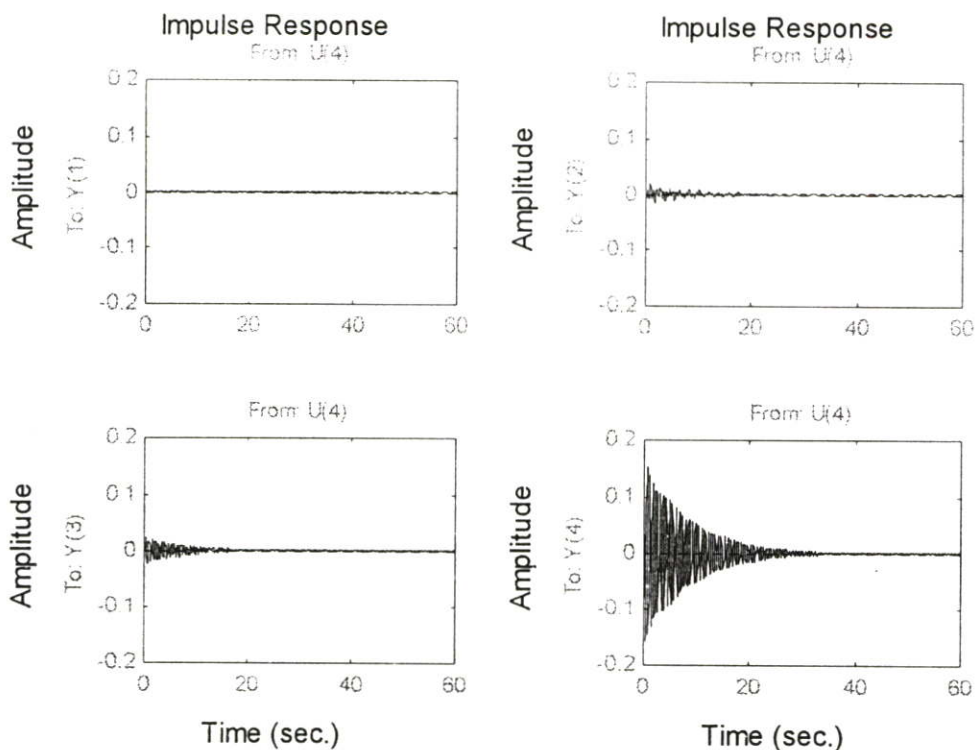 Impulse Response
From: U(4)
Amplitude
To: Y(1)
0.2
0.1
0
-0.1
-0.2
0
20
40
60
Impulse Response
From: U(4)
Amplitude
To: Y(2)
0.2
0.1
0
-0.1
-0.2
0
20
40
60
From: U(4)
Amplitude
To: Y(3)
0.2
0.1
0
-0.1
-0.2
0
20
40
60
Time (sec.)
From: U(4)
Amplitude
To: Y(4)
0.2
0.1
0
-0.1
-0.2
0
20
40
60
Time (sec.)